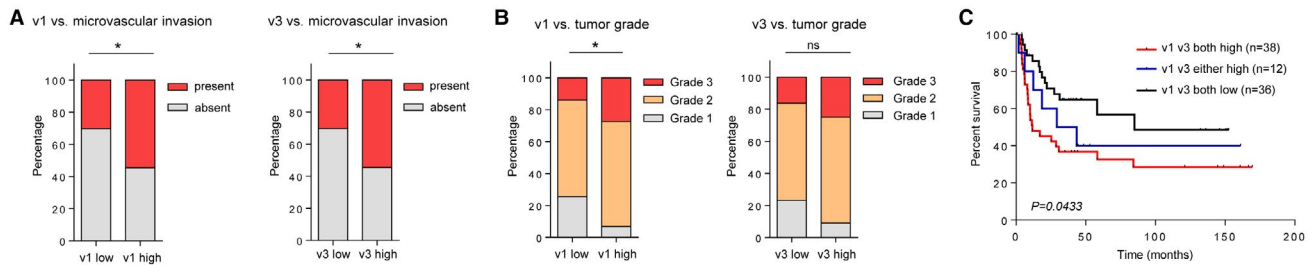 A
v1 vs. microvascular invasion
*
Percentage
100
80
60
40
20
0
v1 low
v1 high
present
absent
v3 vs. microvascular invasion
*
Percentage
100
80
60
40
20
0
v3 low
v3 high
present
absent
B
v1 vs. tumor grade
*
Percentage
100
80
60
40
20
0
v1 low
v1 high
Grade 3
Grade 2
Grade 1
v3 vs. tumor grade
ns
Percentage
100
80
60
40
20
0
v3 low
v3 high
Grade 3
Grade 2
Grade 1
C
Percent survival
100
80
60
40
20
0
v1 v3 both high (n=38)
v1 v3 either high (n=12)
v1 v3 both low (n=36)
P=0.0433
0
50
100
150
200
Time (months)